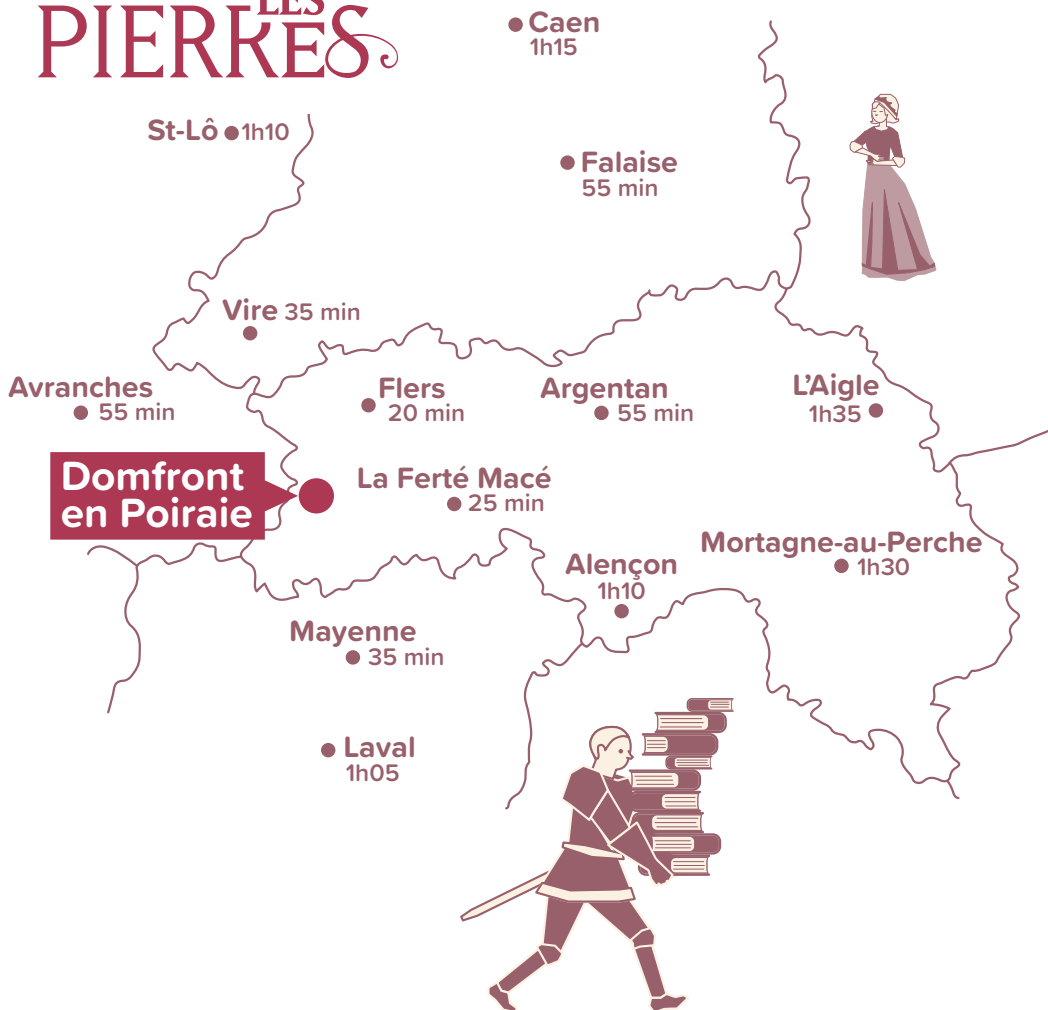 LES
PIERRES
Caen
1h15
St-Lô 1h10
Falaise
55 min
Vire 35 min
Avranches
55 min
Flers
20 min
Argentan
55 min
L'Aigle
1h35
Domfront
en Poiraie
La Ferté Macé
25 min
Mortagne-au-Perche
1h30
Alençon
1h10
Mayenne
35 min
Laval
1h05